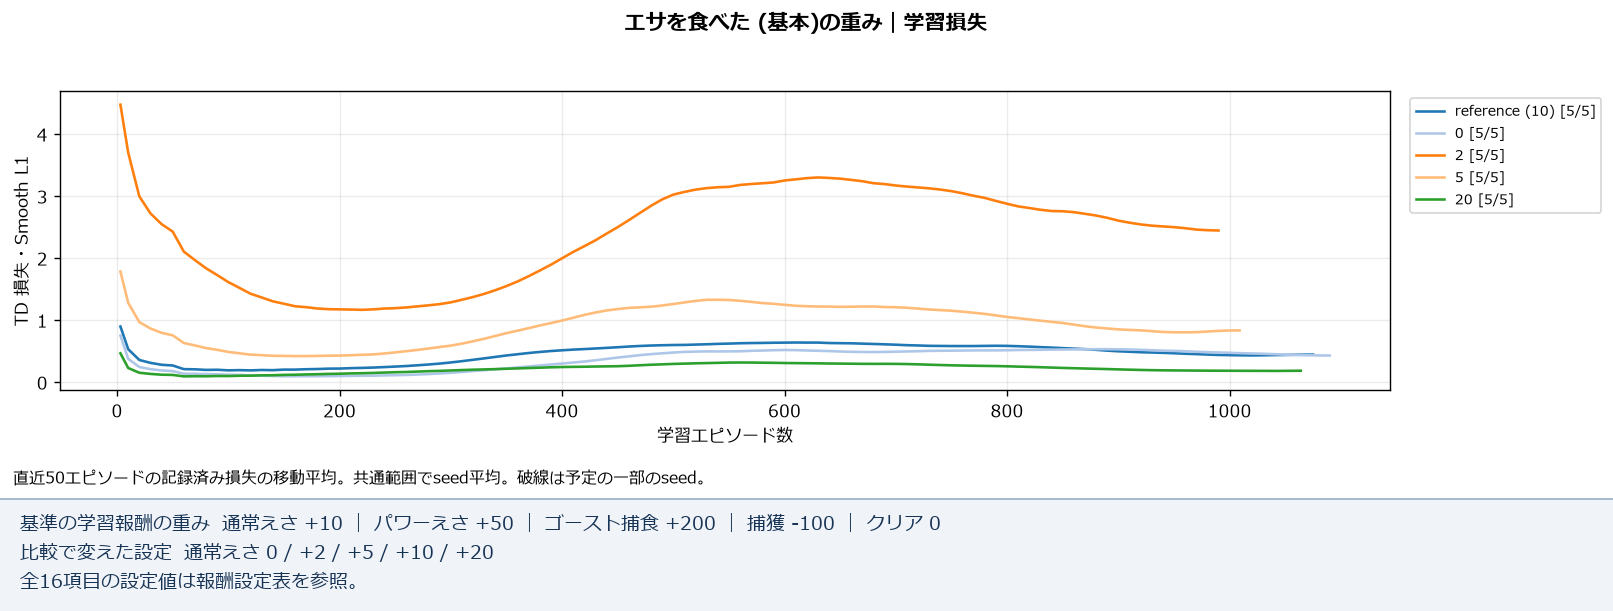 エサを食べた (基本)の重み｜学習損失
TD 損失・Smooth L1
4
3
2
1
0
0
200
400
600
800
1000
学習エピソード数
reference (10) [5/5]
0 [5/5]
2 [5/5]
5 [5/5]
20 [5/5]
直近50エピソードの記録済み損失の移動平均。共通範囲でseed平均。破線は予定の一部のseed。
基準の学習報酬の重み 通常えさ +10 ｜ パワーえさ +50 ｜ ゴースト捕食 +200 ｜ 捕獲 -100 ｜ クリア 0
比較で変えた設定 通常えさ 0 / +2 / +5 / +10 / +20
全16項目の設定値は報酬設定表を参照。